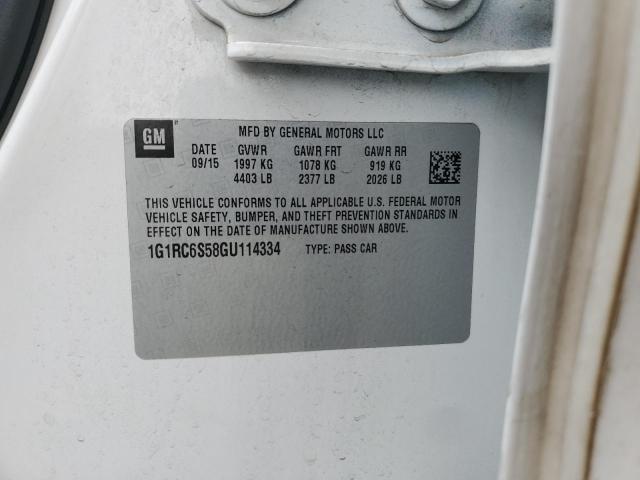 GM
MFD BY GENERAL MOTORS LLC
DATE GVWR GAWR FRT GAWR RR
09/15 1997 KG 1078 KG 919 KG
4403 LB 2377 LB 2026 LB
THIS VEHICLE CONFORMS TO ALL APPLICABLE U.S. FEDERAL MOTOR
VEHICLE SAFETY, BUMPER, AND THEFT PREVENTION STANDARDS IN
EFFECT ON THE DATE OF MANUFACTURE SHOWN ABOVE.
1G1RC6S58GU114334 TYPE: PASS CAR